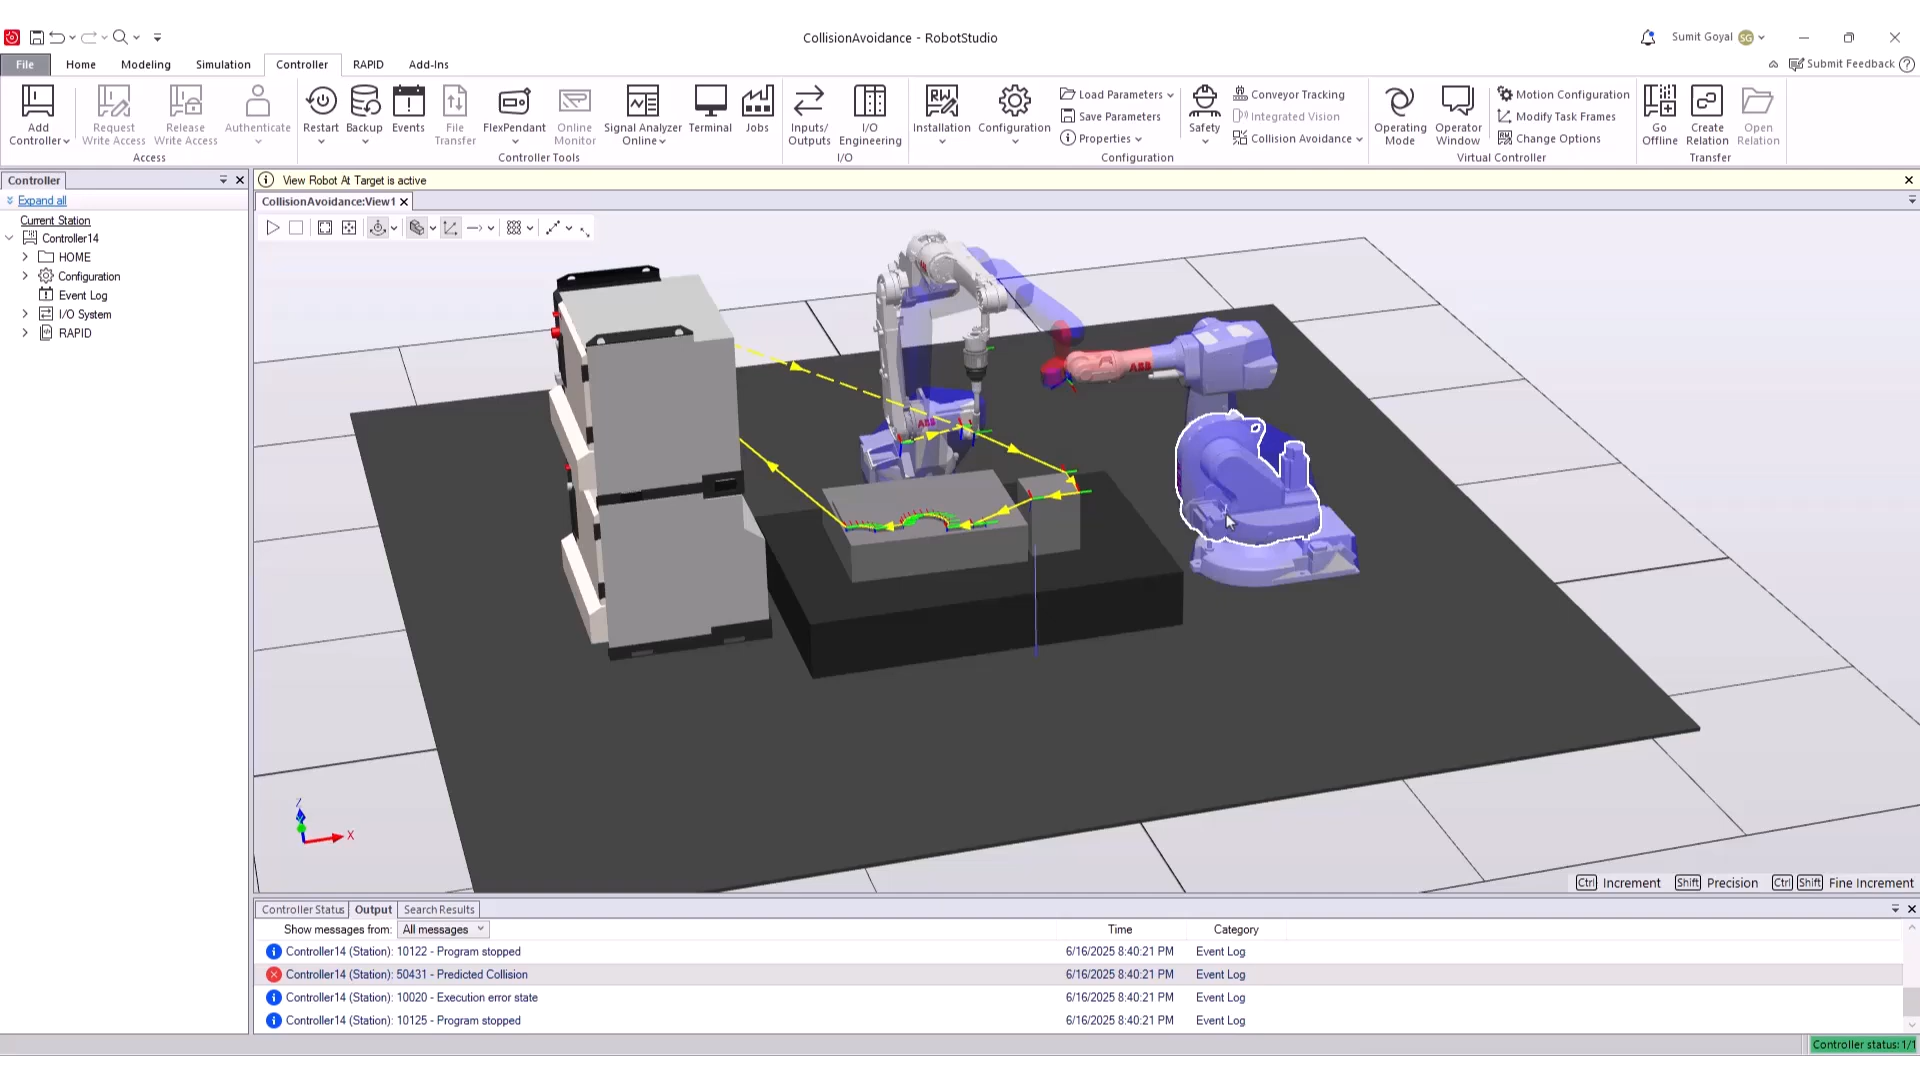 CollisionAvoidance - RobotStudio
Sumit Goyal
SG
File
Home
Modeling
Simulation
Controller
RAPID
Add-Ins
Submit Feedback
Add Controller
Request Write Access
Release Write Access
Authenticate
Access
Restart
Backup
Events
File Transfer
FlexPendant
Online Monitor
Signal Analyzer Online
Terminal
Jobs
Controller Tools
Inputs/ Outputs
I/O Engineering
I/O
Installation
Configuration
Load Parameters
Save Parameters
Properties
Safety
Conveyor Tracking
Integrated Vision
Collision Avoidance
Configuration
Operating Mode
Operator Window
Motion Configuration
Modify Task Frames
Change Options
Virtual Controller
Go Offline
Create Relation
Open Relation
Transfer
Controller
Expand all
Current Station
Controller14
HOME
Configuration
Event Log
I/O System
RAPID
View Robot At Target is active
CollisionAvoidance:View1
ABB
ABB
Z
X
Ctrl Increment
Shift Precision
Ctrl Shift Fine Increment
Controller Status
Output
Search Results
Show messages from: All messages
Time
Category
Controller14 (Station): 10122 - Program stopped 6/16/2025 8:40:21 PM Event Log
Controller14 (Station): 50431 - Predicted Collision 6/16/2025 8:40:21 PM Event Log
Controller14 (Station): 10020 - Execution error state 6/16/2025 8:40:21 PM Event Log
Controller14 (Station): 10125 - Program stopped 6/16/2025 8:40:21 PM Event Log
Controller status: 1/1